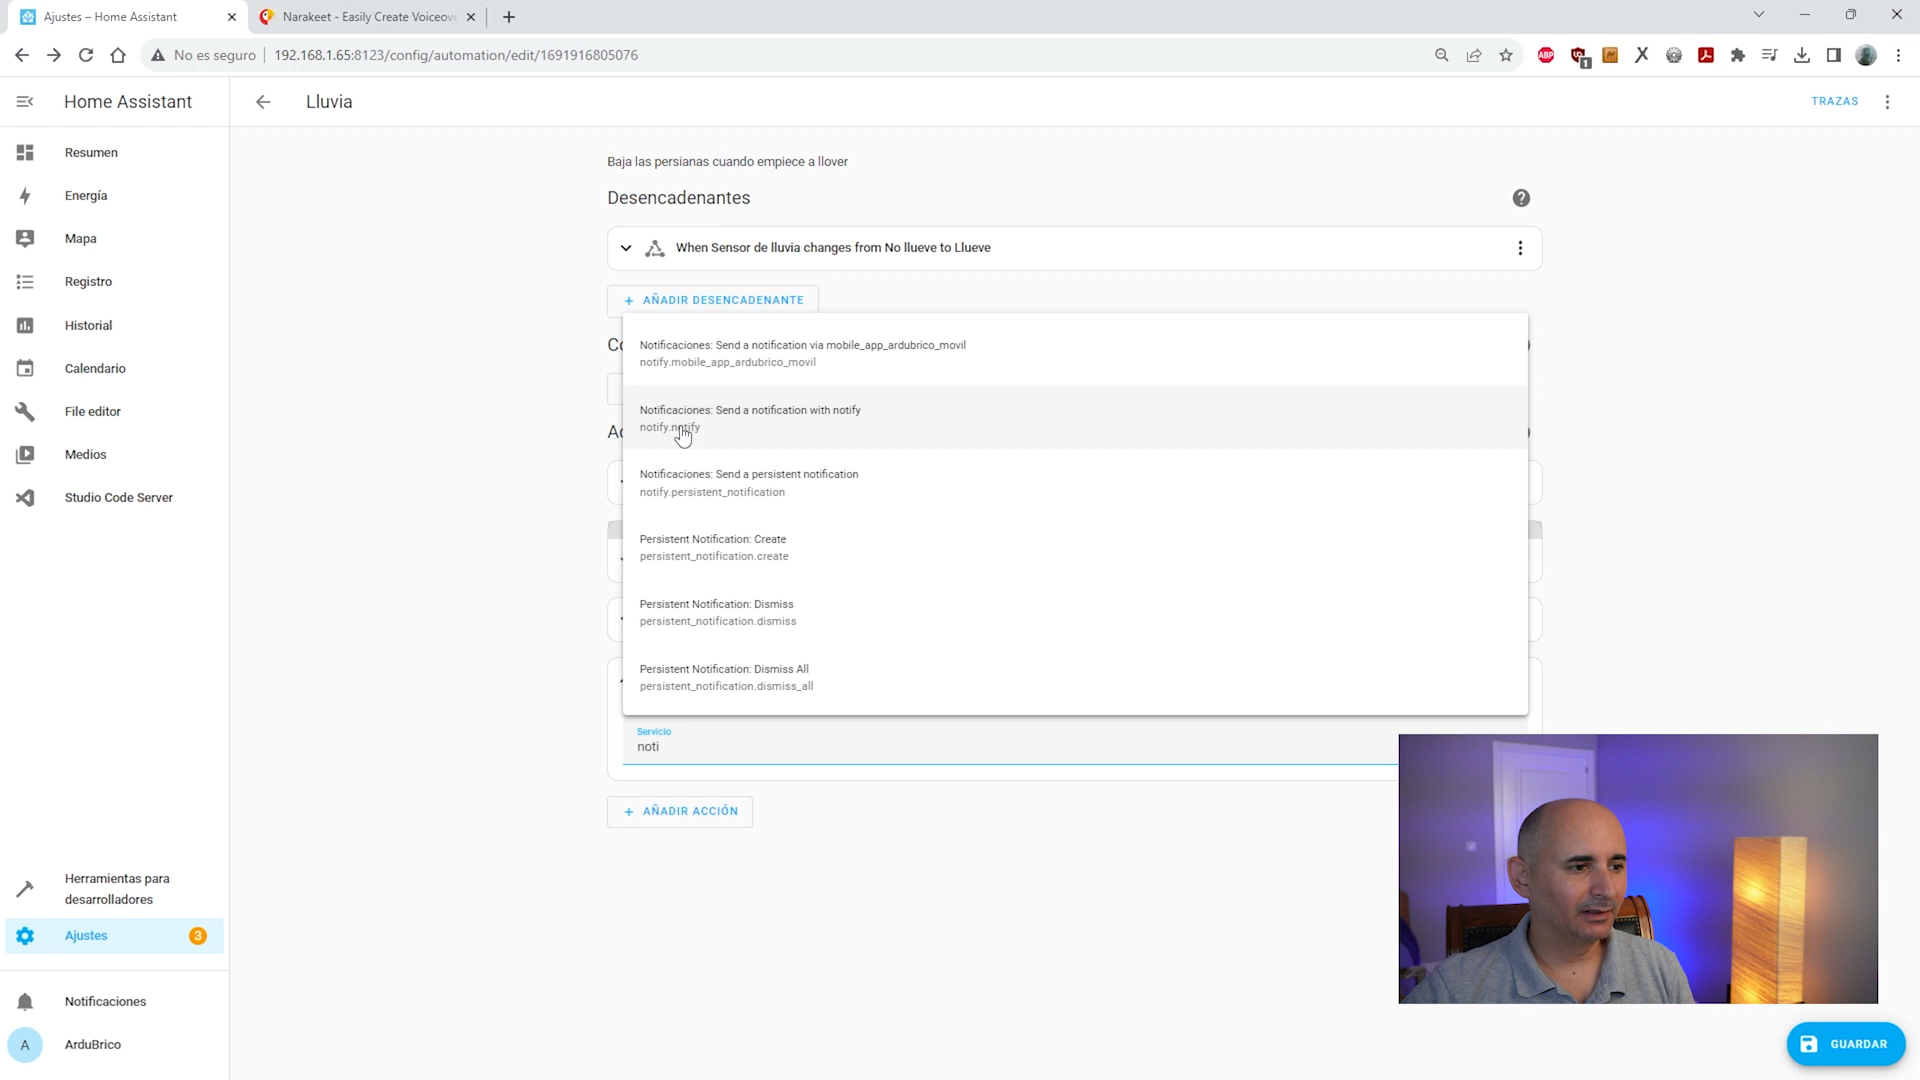 Ajustes – Home Assistant
Narakeet - Easily Create Voiceove
No es seguro
192.168.1.65:8123/config/automation/edit/1691916805076
ABP
1
Home Assistant
Lluvia
TRAZAS
Resumen
Energía
Mapa
Registro
Historial
Calendario
File editor
Medios
Studio Code Server
Herramientas para
desarrolladores
Ajustes
3
Notificaciones
A
ArduBrico
Baja las persianas cuando empiece a llover
Desencadenantes
When Sensor de lluvia changes from No llueve to Llueve
+ AÑADIR DESENCADENANTE
Notificaciones: Send a notification via mobile_app_ardubrico_movil
notify.mobile_app_ardubrico_movil
Notificaciones: Send a notification with notify
notify.notify
Notificaciones: Send a persistent notification
notify.persistent_notification
Persistent Notification: Create
persistent_notification.create
Persistent Notification: Dismiss
persistent_notification.dismiss
Persistent Notification: Dismiss All
persistent_notification.dismiss_all
Servicio
noti
+ AÑADIR ACCIÓN
GUARDAR